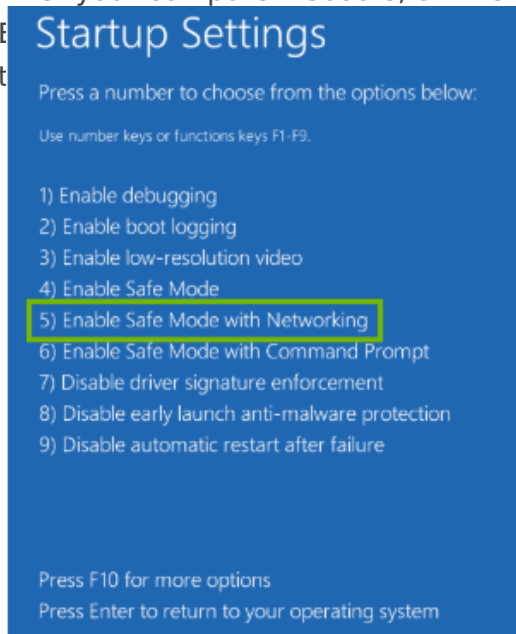 Startup Settings
Press a number to choose from the options below:
Use number keys or functions keys F1-F9.
1) Enable debugging
2) Enable boot logging
3) Enable low-resolution video
4) Enable Safe Mode
5) Enable Safe Mode with Networking
6) Enable Safe Mode with Command Prompt
7) Disable driver signature enforcement
8) Disable early launch anti-malware protection
9) Disable automatic restart after failure
Press F10 for more options
Press Enter to return to your operating system